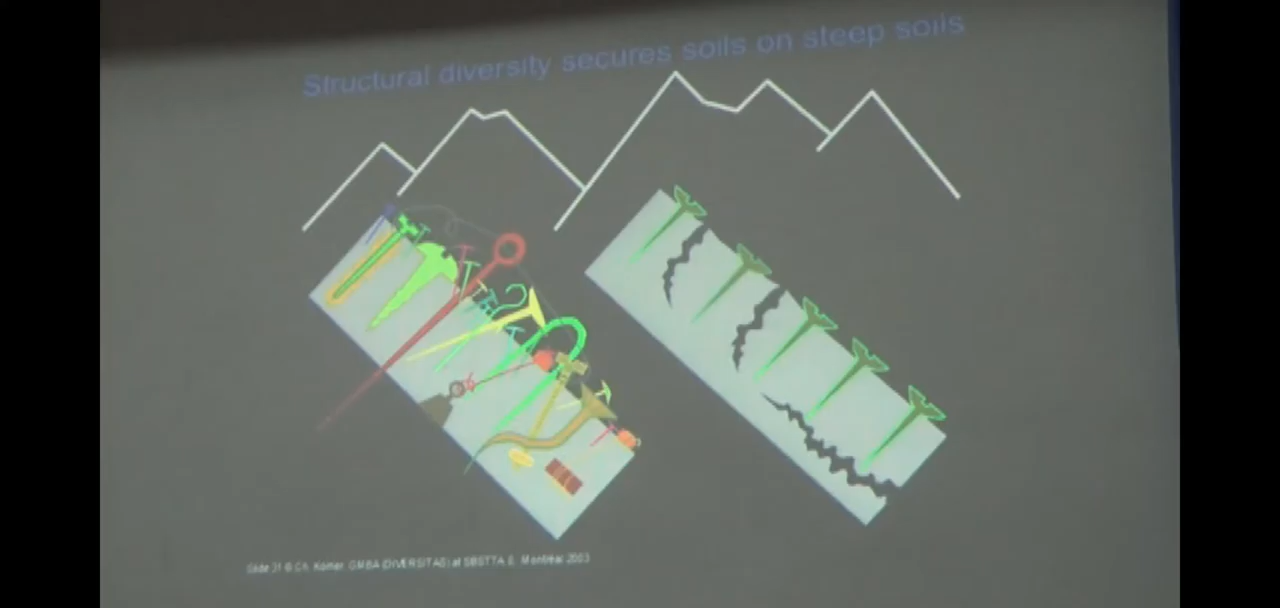 Structural diversity secures soils on steep soils
Slide 31 © Ch. Körner GMBA (DIVERSITAS) at SBSTTA 8, Montreal 2003